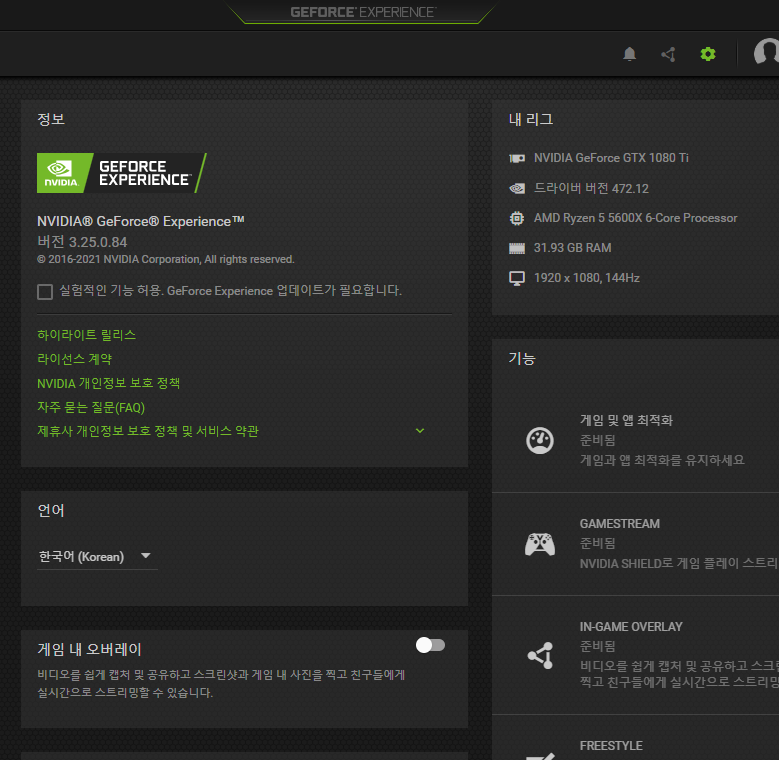 GEFORCE® EXPERIENCE™
정보
NVIDIA.
GEFORCE
EXPERIENCE™
NVIDIA® GeForce® Experience™
버전 3.25.0.84
© 2016-2021 NVIDIA Corporation, All rights reserved.
실험적인 기능 허용. GeForce Experience 업데이트가 필요합니다.
하이라이트 릴리스
라이선스 계약
NVIDIA 개인정보 보호 정책
자주 묻는 질문(FAQ)
제휴사 개인정보 보호 정책 및 서비스 약관
언어
한국어 (Korean)
게임 내 오버레이
비디오를 쉽게 캡처 및 공유하고 스크린샷과 게임 내 사진을 찍고 친구들에게
실시간으로 스트리밍할 수 있습니다.
내 리그
NVIDIA GeForce GTX 1080 Ti
드라이버 버전 472.12
AMD Ryzen 5 5600X 6-Core Processor
31.93 GB RAM
1920 x 1080, 144Hz
기능
게임 및 앱 최적화
준비됨
게임과 앱 최적화를 유지하세요
GAMESTREAM
준비됨
NVIDIA SHIELD로 게임 플레이 스트리
IN-GAME OVERLAY
준비됨
비디오를 쉽게 캡처 및 공유하고 스크린
찍고 친구들에게 실시간으로 스트리밍
FREESTYLE